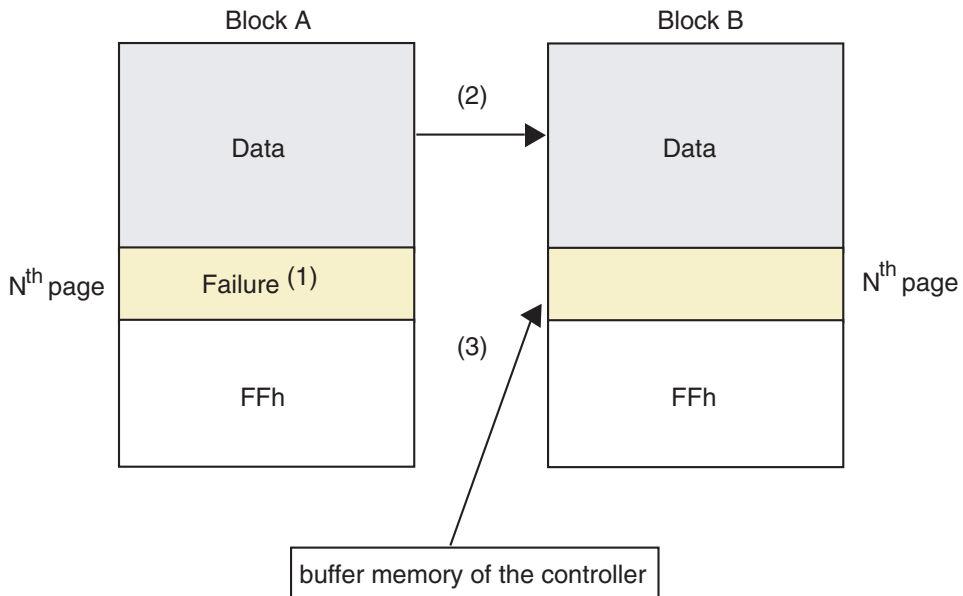 Block A
Block B
(2)
Data
Data
Nth page
Failure (1)
Nth page
(3)
FFh
FFh
buffer memory of the controller